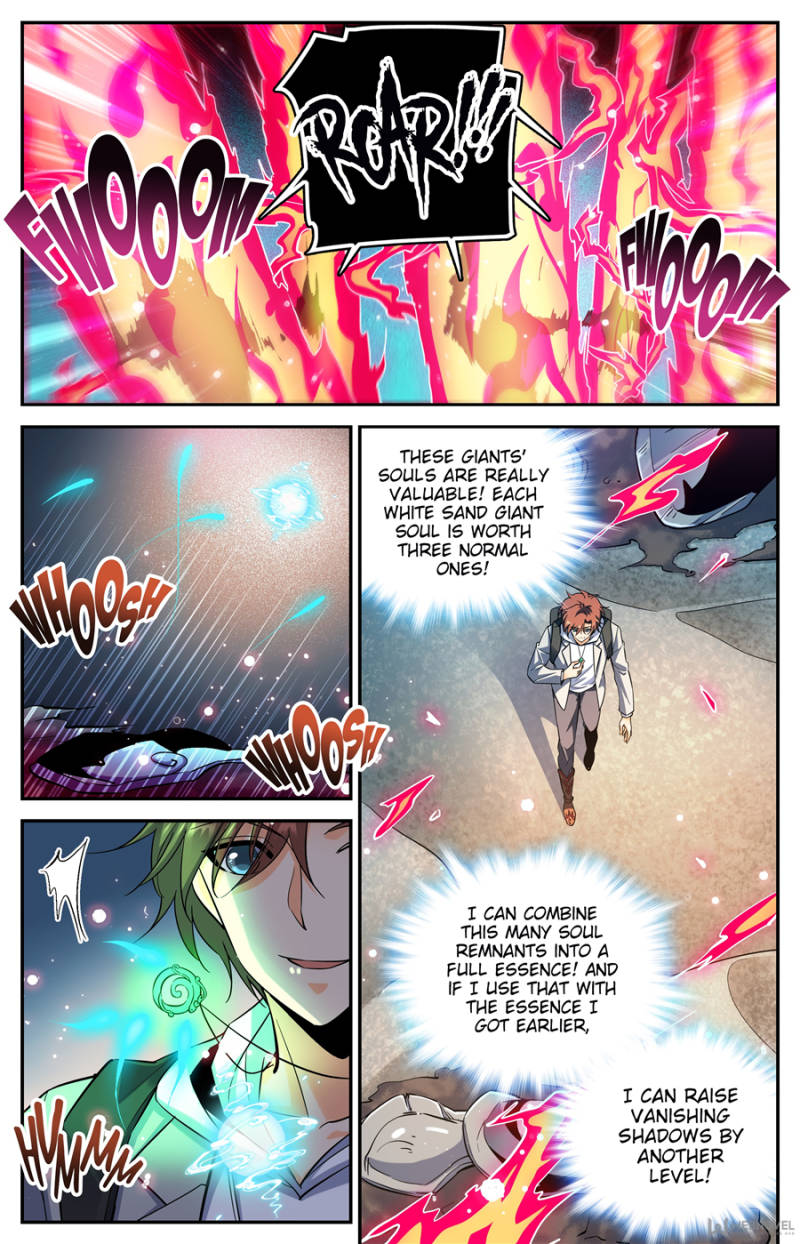 ROAR!!!
FWOOOM
FWOOOM
THESE GIANTS'
SOULS ARE REALLY
VALUABLE! EACH
WHITE SAND GIANT
SOUL IS WORTH
THREE NORMAL
ONES!
WHOOSH
WHOOSH
HUMMM
I CAN COMBINE
THIS MANY SOUL
REMNANTS INTO A
FULL ESSENCE! AND
IF I USE THAT WITH
THE ESSENCE I
GOT EARLIER,
I CAN RAISE
VANISHING
SHADOWS BY
ANOTHER
LEVEL!